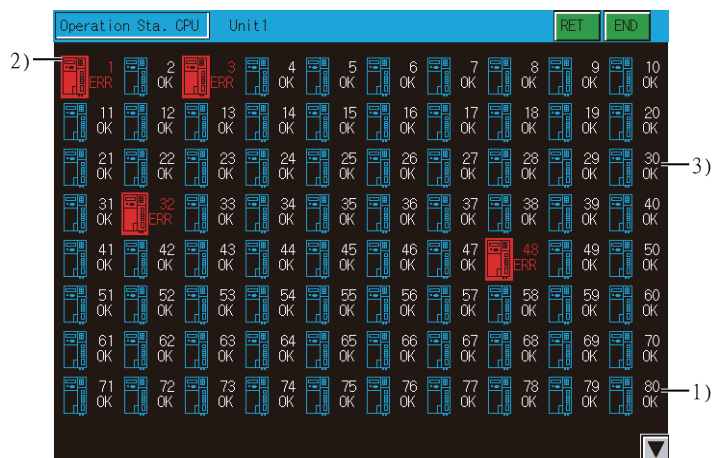 Operation Sta. CPU Unit1 RET END
2) 1 2 3 4 5 6 7 8 9 10
ERR OK ERR OK OK OK OK OK OK OK
11 12 13 14 15 16 17 18 19 20
OK OK OK OK OK OK OK OK OK OK
21 22 23 24 25 26 27 28 29 30 3)
OK OK OK OK OK OK OK OK OK OK
31 32 33 34 35 36 37 38 39 40
OK ERR OK OK OK OK OK OK OK OK
41 42 43 44 45 46 47 48 49 50
OK OK OK OK OK OK OK ERR OK OK
51 52 53 54 55 56 57 58 59 60
OK OK OK OK OK OK OK OK OK OK
61 62 63 64 65 66 67 68 69 70
OK OK OK OK OK OK OK OK OK OK
71 72 73 74 75 76 77 78 79 80 1)
OK OK OK OK OK OK OK OK OK OK